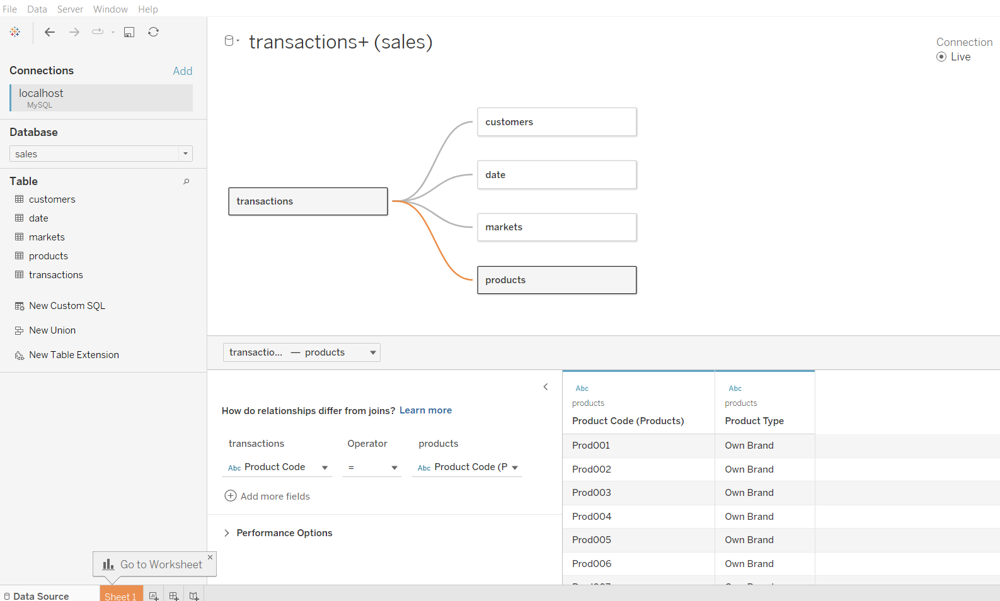 File Data Server Window Help
transactions+ (sales)
Connection
Live
Connections Add
localhost
MySQL
Database
sales
Table
customers
date
markets
products
transactions
New Custom SQL
New Union
New Table Extension
customers
date
transactions
markets
products
transactio... — products
How do relationships differ from joins? Learn more
transactions Operator products
Abc Product Code = Abc Product Code (P
Add more fields
Performance Options
Abc Abc
products products
Product Code (Products) Product Type
Prod001 Own Brand
Prod002 Own Brand
Prod003 Own Brand
Prod004 Own Brand
Prod005 Own Brand
Prod006 Own Brand
Go to Worksheet
Data Source Sheet 1